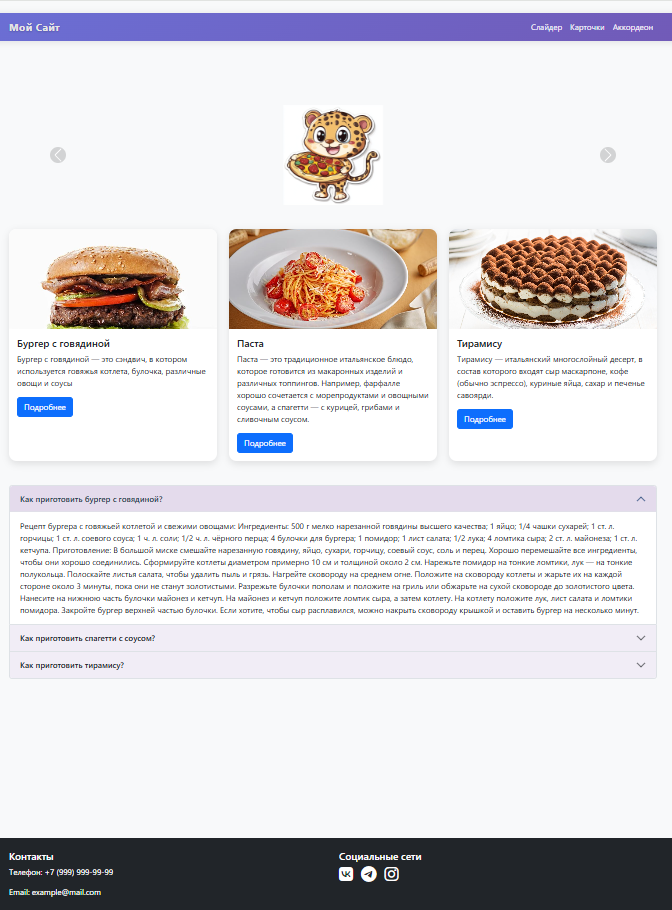 Мой Сайт
Слайдер Карточки Аккордеон
Бургер с говядиной
Бургер с говядиной — это сэндвич, в котором
используется говяжья котлета, булочка, различные
овощи и соусы
Подробнее
Паста
Паста — это традиционное итальянское блюдо,
которое готовится из макаронных изделий и
различных топпингов. Например, фарфалле
хорошо сочетается с морепродуктами и овощными
соусами, а спагетти — с курицей, грибами и
сливочным соусом.
Подробнее
Тирамису
Тирамису — итальянский многослойный десерт, в
состав которого входят сыр маскарпоне, кофе
(обычно эспрессо), куриные яйца, сахар и печенье
савоярди.
Подробнее
Как приготовить бургер с говядиной?
Рецепт бургера с говяжьей котлетой и свежими овощами: Ингредиенты: 500 г мелко нарезанной говядины высшего качества; 1 яйцо; 1/4 чашки сухарей; 1 ст. л.
горчицы; 1 ст. л. соевого соуса; 1 ч. л. соли; 1/2 ч. л. чёрного перца; 4 булочки для бургера; 1 помидор; 1 лист салата; 1/2 лука; 4 ломтика сыра; 2 ст. л. майонеза; 1 ст. л.
кетчупа. Приготовление: В большой миске смешайте нарезанную говядину, яйцо, сухари, горчицу, соевый соус, соль и перец. Хорошо перемешайте все ингредиенты,
чтобы они хорошо соединились. Сформируйте котлеты диаметром примерно 10 см и толщиной около 2 см. Нарежьте помидор на тонкие ломтики, лук — на тонкие
полукольца. Полоскайте листья салата, чтобы удалить пыль и грязь. Нагрейте сковороду на среднем огне. Положите на сковороду котлеты и жарьте их на каждой
стороне около 3 минуты, пока они не станут золотистыми. Разрежьте булочки пополам и положите на гриль или обжарьте на сухой сковороде до золотистого цвета.
Нанесите на нижнюю часть булочки майонез и кетчуп. На майонез и кетчуп положите ломтик сыра, а затем котлету. На котлету положите лук, лист салата и ломтики
помидора. Закройте бургер верхней частью булочки. Если хотите, чтобы сыр расплавился, можно накрыть сковороду крышкой и оставить бургер на несколько минут.
Как приготовить спагетти с соусом?
Как приготовить тирамису?
Контакты
Телефон: +7 (999) 999-99-99
Email: example@mail.com
Социальные сети